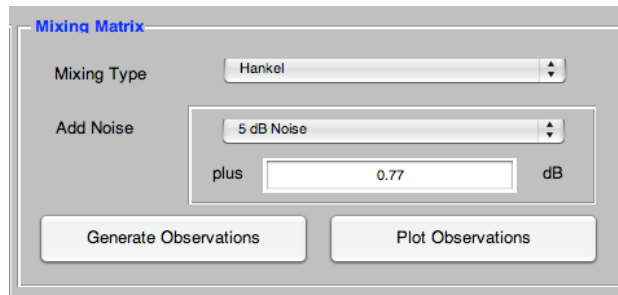 Mixing Matrix
Mixing Type Hankel
Add Noise 5 dB Noise
plus 0.77 dB
Generate Observations Plot Observations